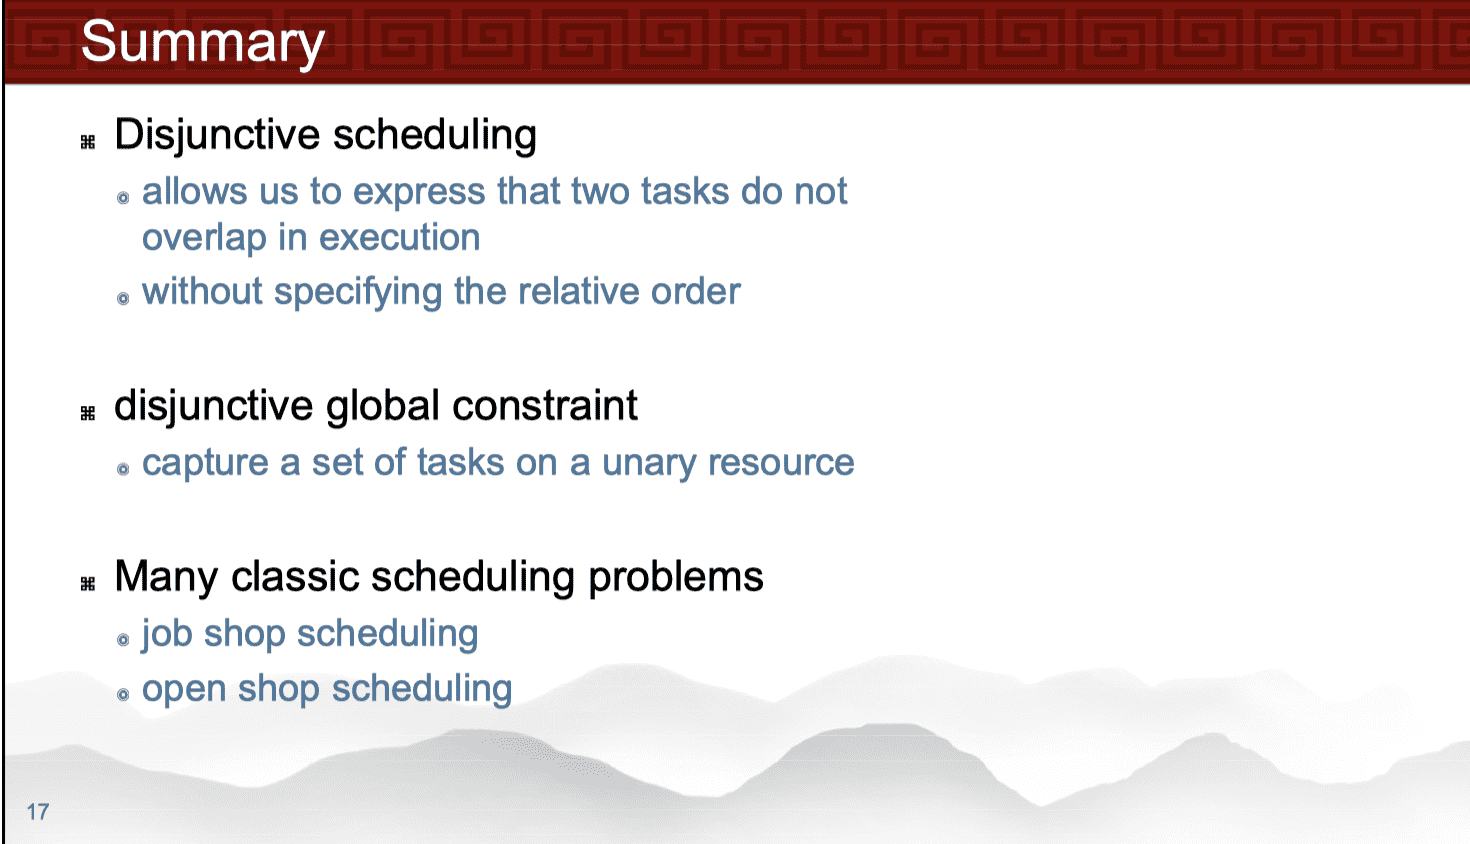 Summary
Disjunctive scheduling
allows us to express that two tasks do not
overlap in execution
without specifying the relative order
disjunctive global constraint
capture a set of tasks on a unary resource
Many classic scheduling problems
job shop scheduling
open shop scheduling
17